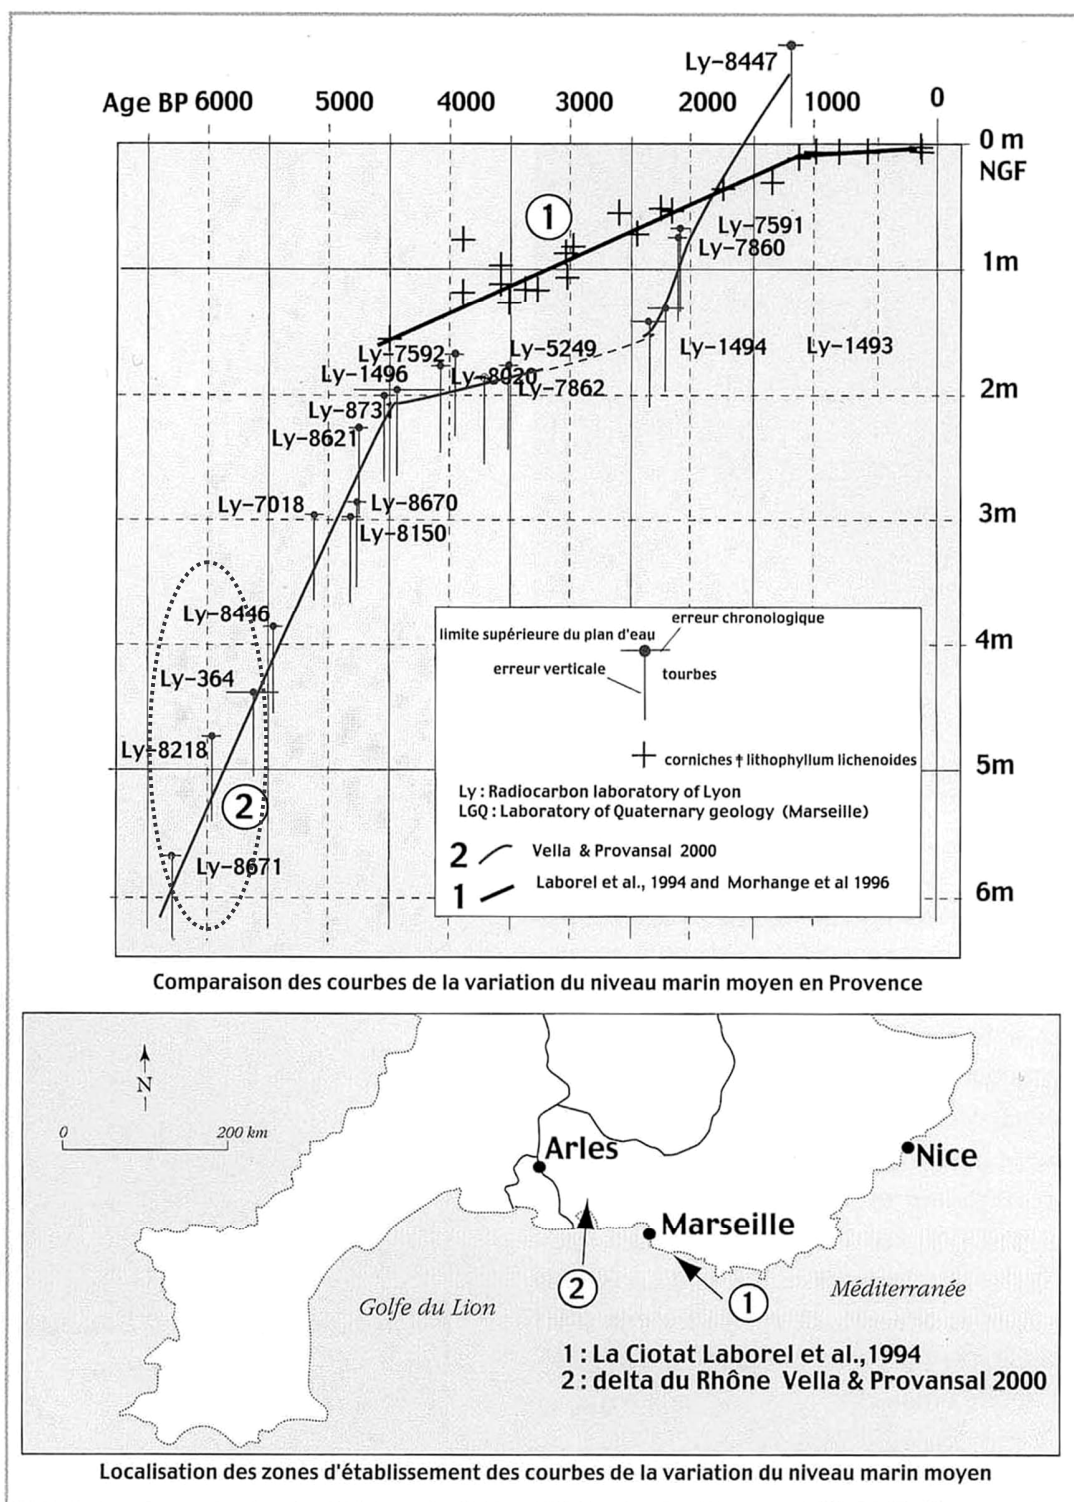 Ly-8447
Age BP 6000 5000 4000 3000 2000 1000 0
0 m
NGF
1
Ly-7591
Ly-7860
1m
Ly-7592
Ly-5249
Ly-1494
Ly-1493
Ly-1496
Ly-8020
Ly-7862
2m
Ly-873
Ly-8621
Ly-7018
Ly-8670
3m
Ly-8150
Ly-8446
erreur chronologique
limite supérieure du plan d'eau
4m
erreur verticale
tourbes
Ly-364
Ly-8218
corniches ‡ lithophyllum lichenoides
5m
Ly : Radiocarbon laboratory of Lyon
2
LGQ : Laboratory of Quaternary geology (Marseille)
2 Vella & Provansal 2000
Ly-8671
1 Laborel et al., 1994 and Morhange et al 1996
6m
Comparaison des courbes de la variation du niveau marin moyen en Provence
N
0 200 km
Arles
Nice
Marseille
2
1
Méditerranée
Golfe du Lion
1 : La Ciotat Laborel et al.,1994
2 : delta du Rhône Vella & Provansal 2000
Localisation des zones d'établissement des courbes de la variation du niveau marin moyen